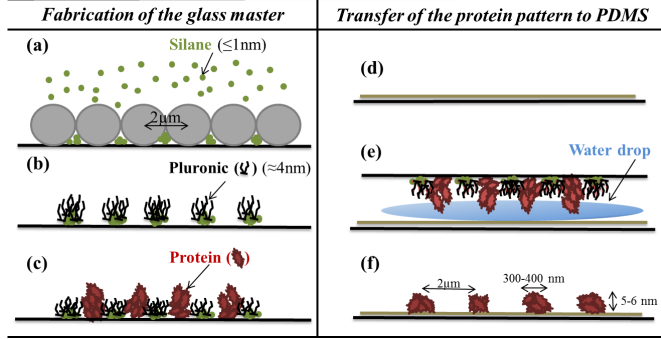 Fabrication of the glass master
Transfer of the protein pattern to PDMS
(a)
Silane (≤1nm)
2µm
(b)
Pluronic ( ) (≈4nm)
(c)
Protein ( )
(d)
(e)
Water drop
(f)
2µm
300-400 nm
5-6 nm